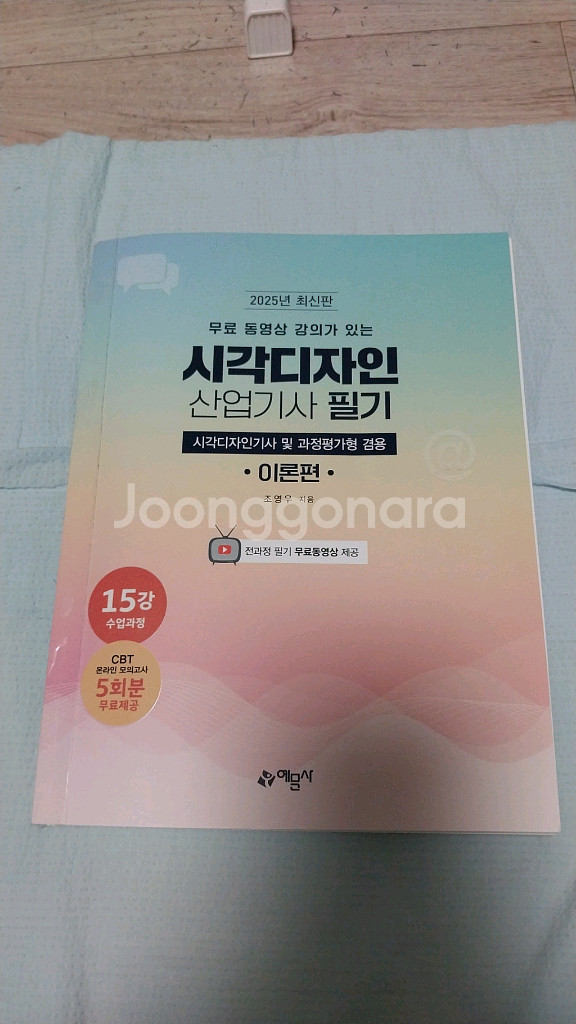 2025년 최신판
무료 동영상 강의가 있는
시각디자인
산업기사 필기
시각디자인기사 및 과정평가형 겸용
• 이론편 •
조영우 지음
Joonggonara
전과정 필기 무료동영상 제공
15강
수업과정
CBT
온라인 모의고사
5회분
무료제공
예문사